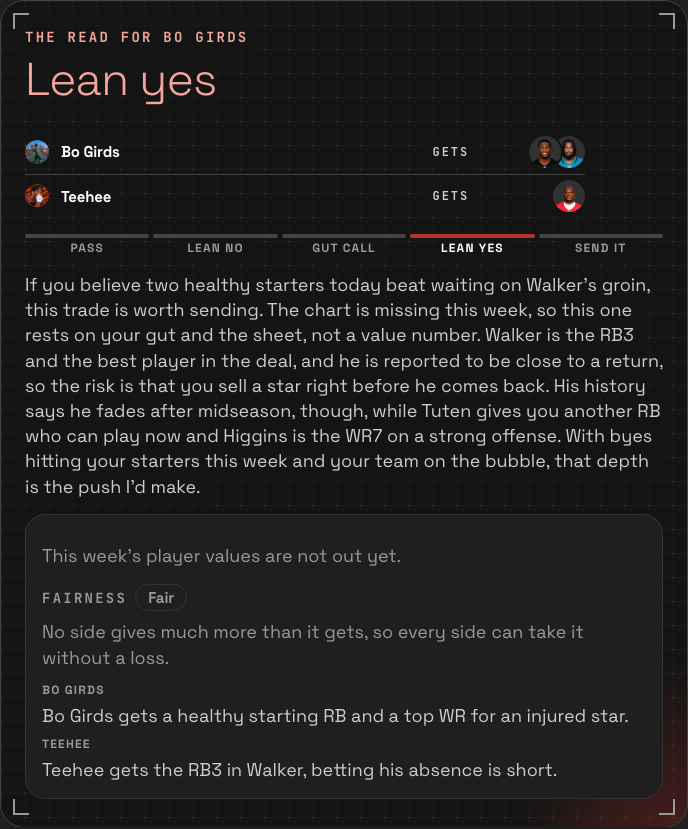 THE READ FOR BO GIRDS
Lean yes
Bo Girds GETS
Teehee GETS
PASS LEAN NO GUT CALL LEAN YES SEND IT
If you believe two healthy starters today beat waiting on Walker's groin,
this trade is worth sending. The chart is missing this week, so this one
rests on your gut and the sheet, not a value number. Walker is the RB3
and the best player in the deal, and he is reported to be close to a return,
so the risk is that you sell a star right before he comes back. His history
says he fades after midseason, though, while Tuten gives you another RB
who can play now and Higgins is the WR7 on a strong offense. With byes
hitting your starters this week and your team on the bubble, that depth
is the push I'd make.
This week's player values are not out yet.
FAIRNESS Fair
No side gives much more than it gets, so every side can take it
without a loss.
BO GIRDS
Bo Girds gets a healthy starting RB and a top WR for an injured star.
TEEHEE
Teehee gets the RB3 in Walker, betting his absence is short.